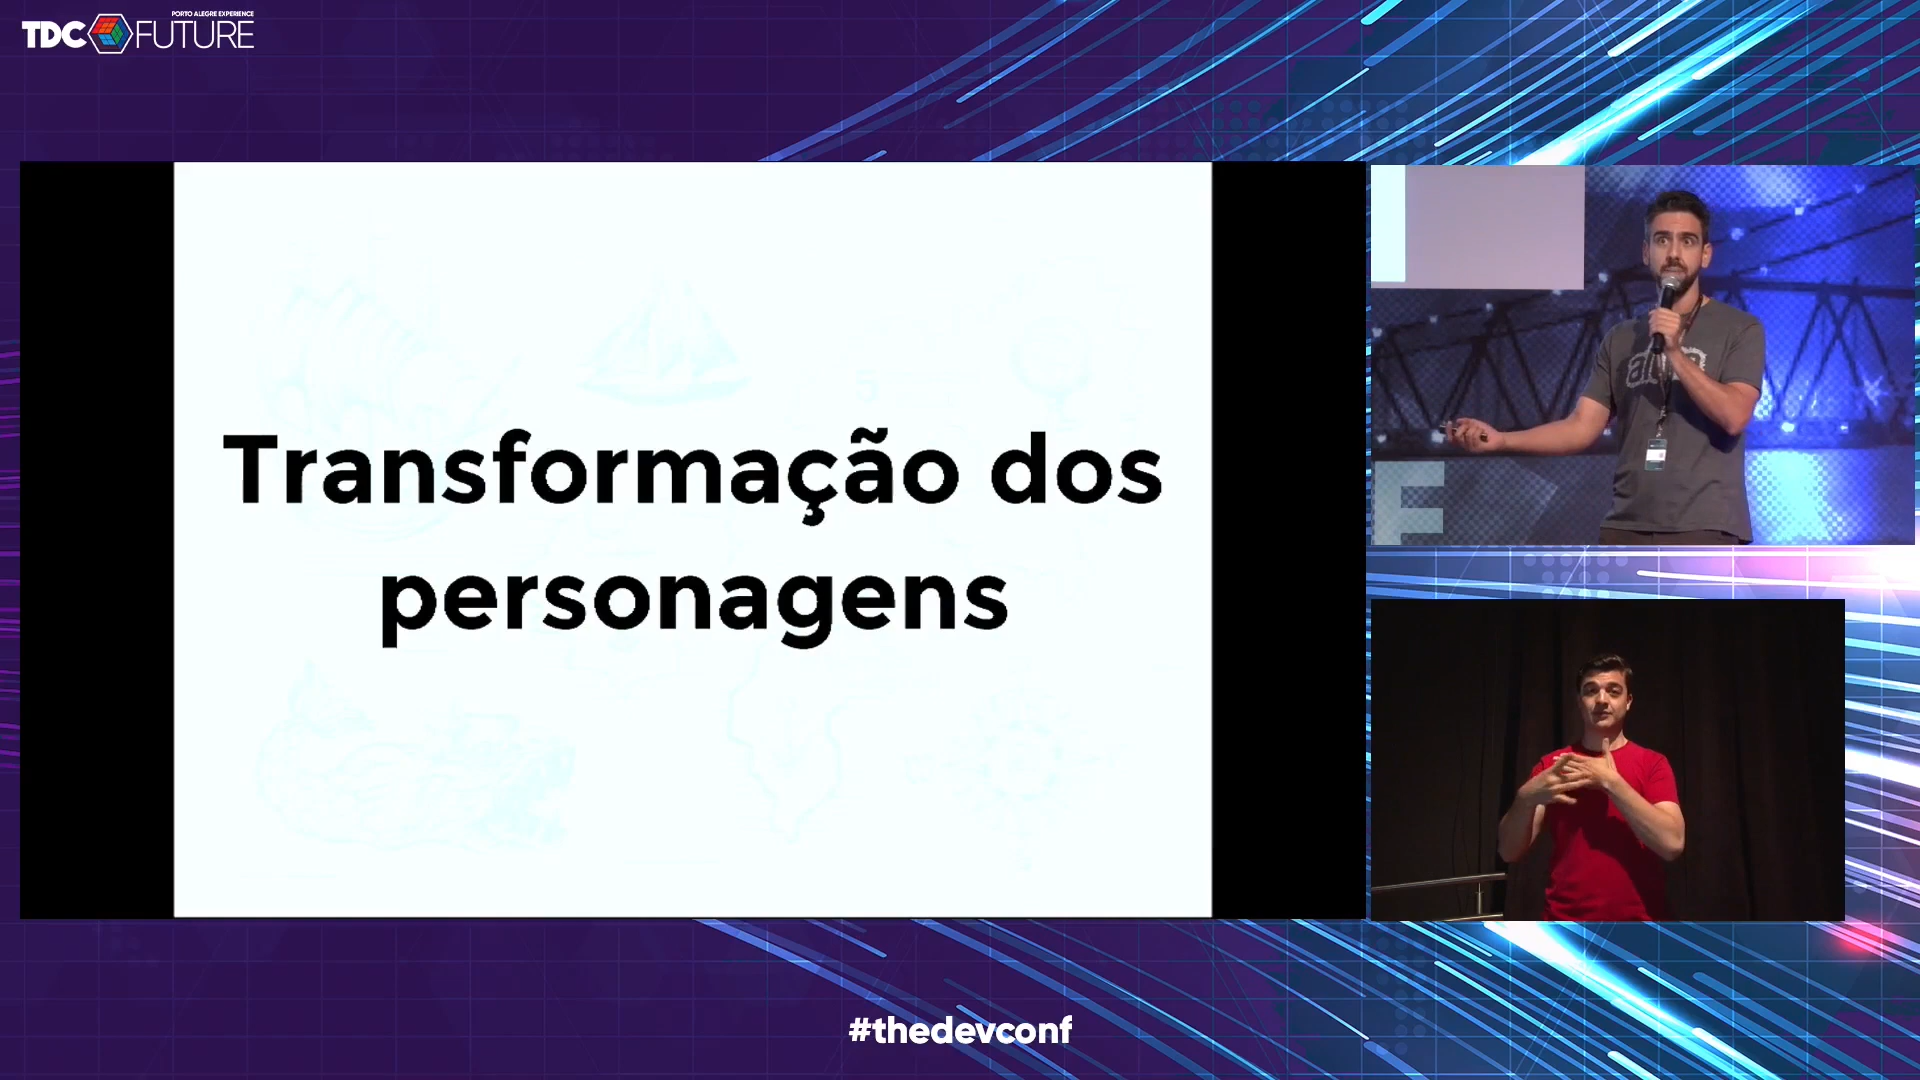 PORTO ALEGRE EXPERIENCE
TDC FUTURE
Transformação dos
personagens
F
#thedevconf